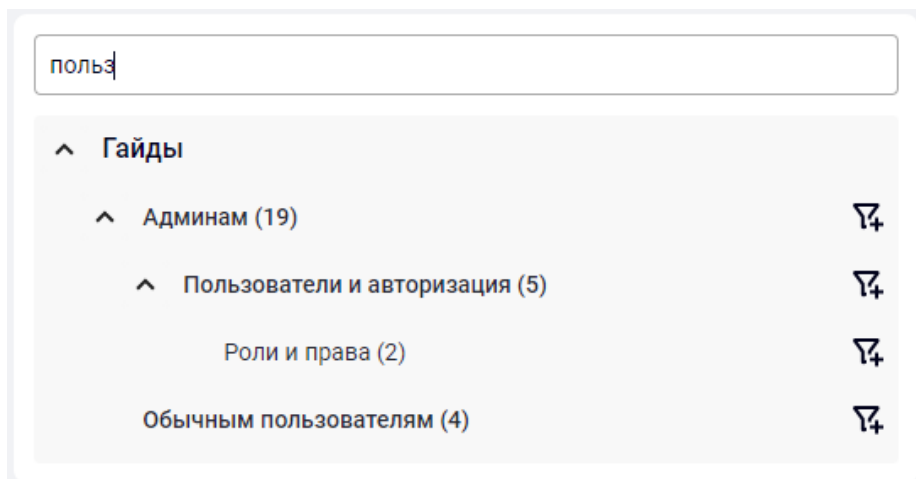 польз
Гайды
Админам (19)
Пользователи и авторизация (5)
Роли и права (2)
Обычным пользователям (4)